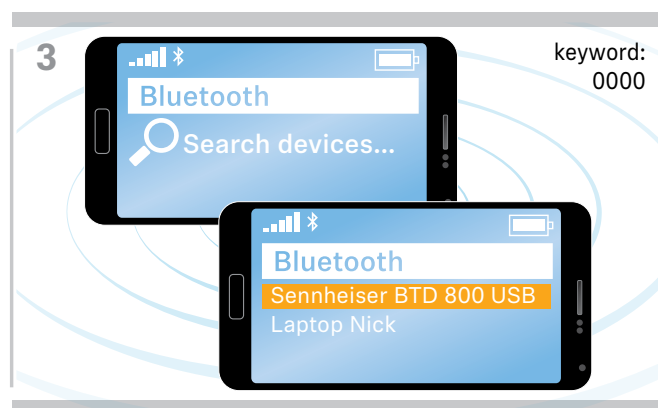 3
Bluetooth
Search devices...
keyword:
0000
Bluetooth
Sennheiser BTD 800 USB
Laptop Nick